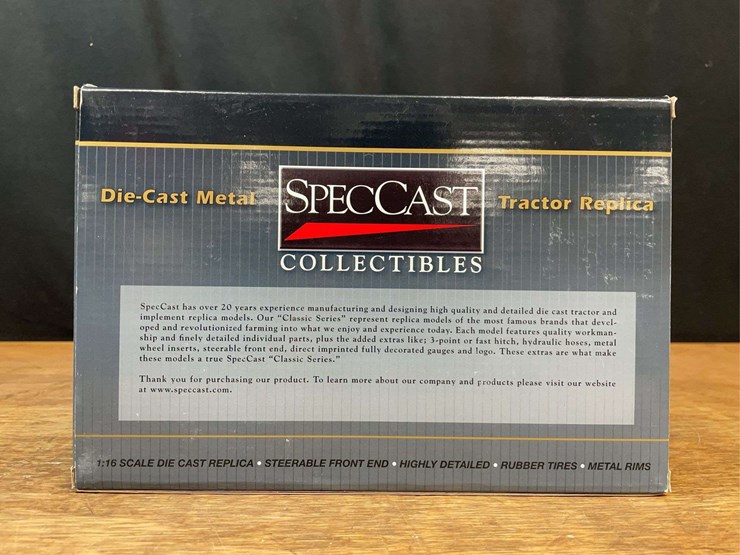 Die-Cast Metal
SPECCAST
Tractor Replica
COLLECTIBLES
SpecCast has over 20 years experience manufacturing and designing high quality and detailed die cast tractor and
implement replica models. Our "Classic Series" represent replica models of the most famous brands that devel-
oped and revolutionized farming into what we enjoy and experience today. Each model features quality workman-
ship and finely detailed individual parts, plus the added extras like; 3-point or fast hitch, hydraulic hoses, metal
wheel inserts, steerable front end, direct imprinted fully decorated gauges and logo. These extras are what make
these models a true SpecCast "Classic Series."
Thank you for purchasing our product. To learn more about our company and products please visit our website
at www.speccast.com.
1:16 SCALE DIE CAST REPLICA • STEERABLE FRONT END • HIGHLY DETAILED • RUBBER TIRES • METAL RIMS